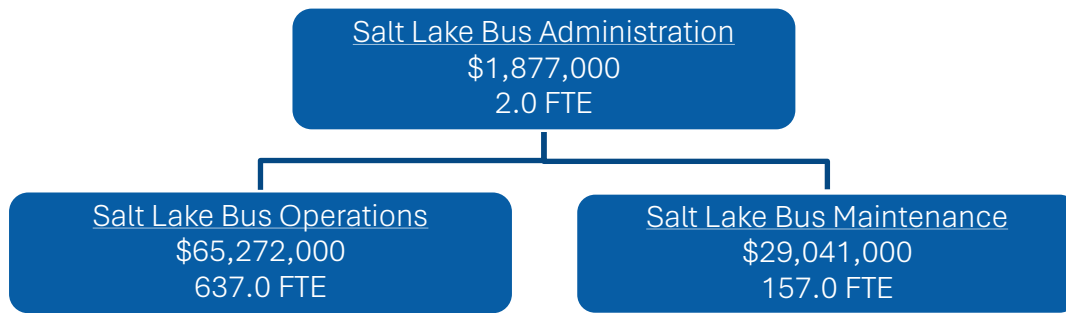 Salt Lake Bus Administration
$1,877,000
2.0 FTE
Salt Lake Bus Operations
$65,272,000
637.0 FTE
Salt Lake Bus Maintenance
$29,041,000
157.0 FTE